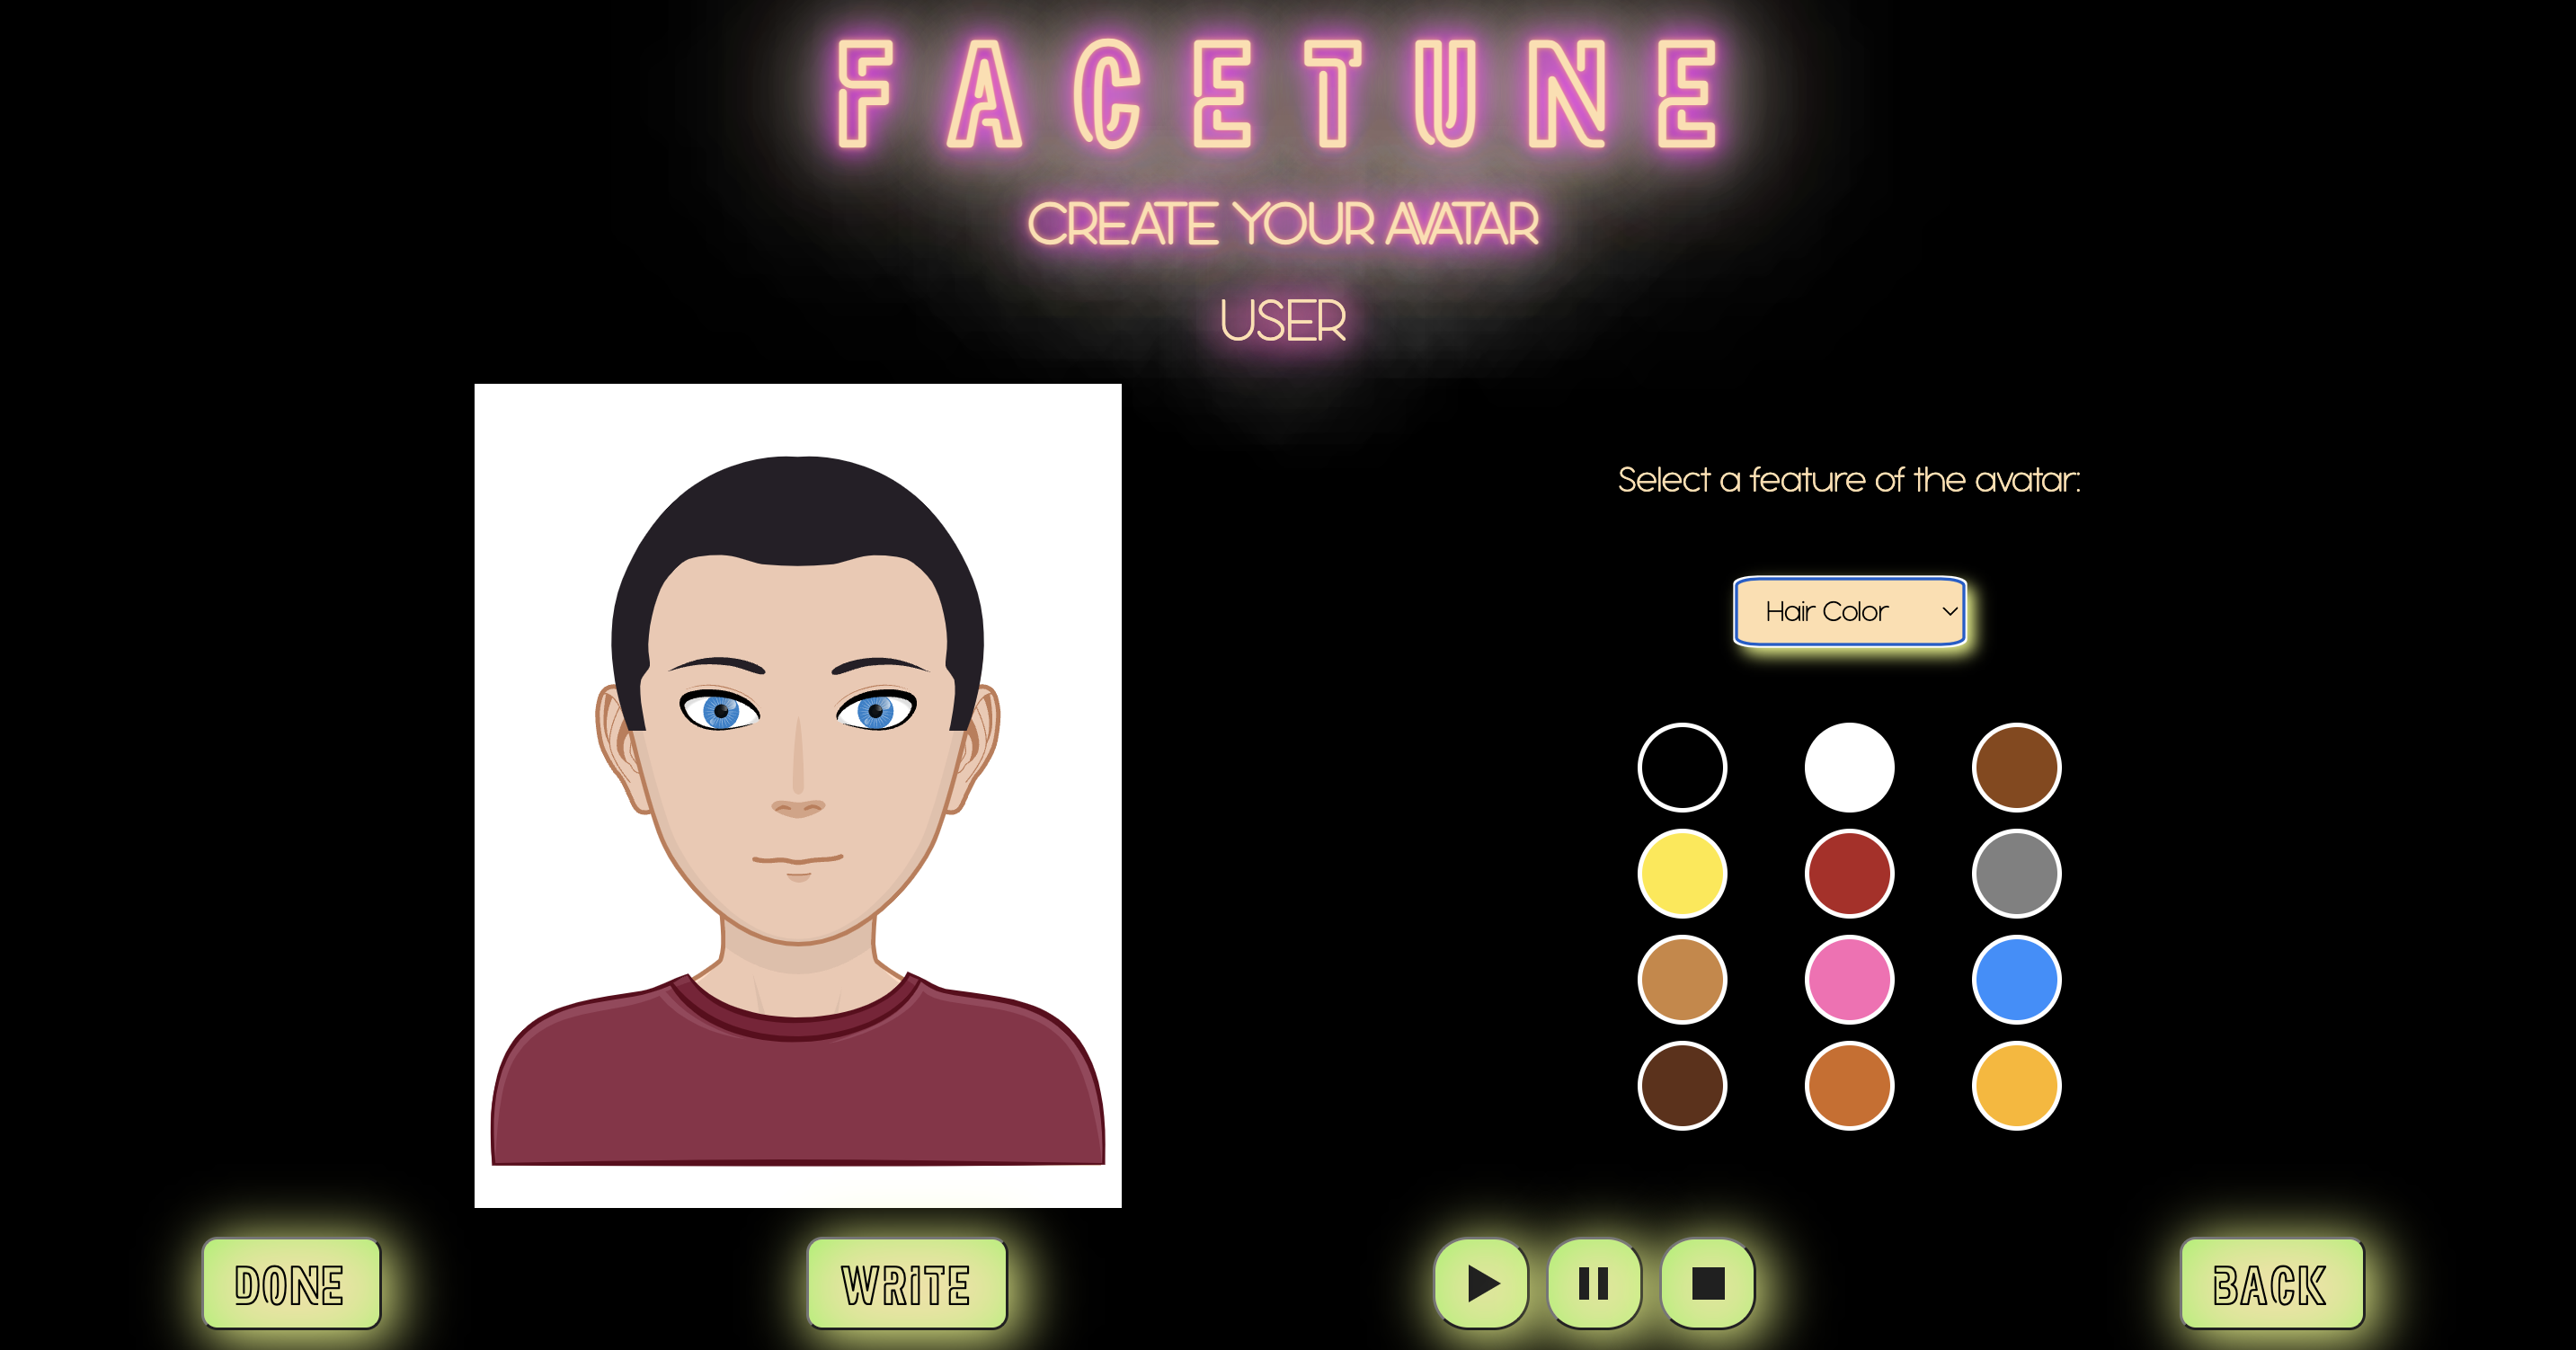 FACETUNE
CREATE YOUR AVATAR
USER
Select a feature of the avatar:
Hair Color
DONE
WRITE
BACK